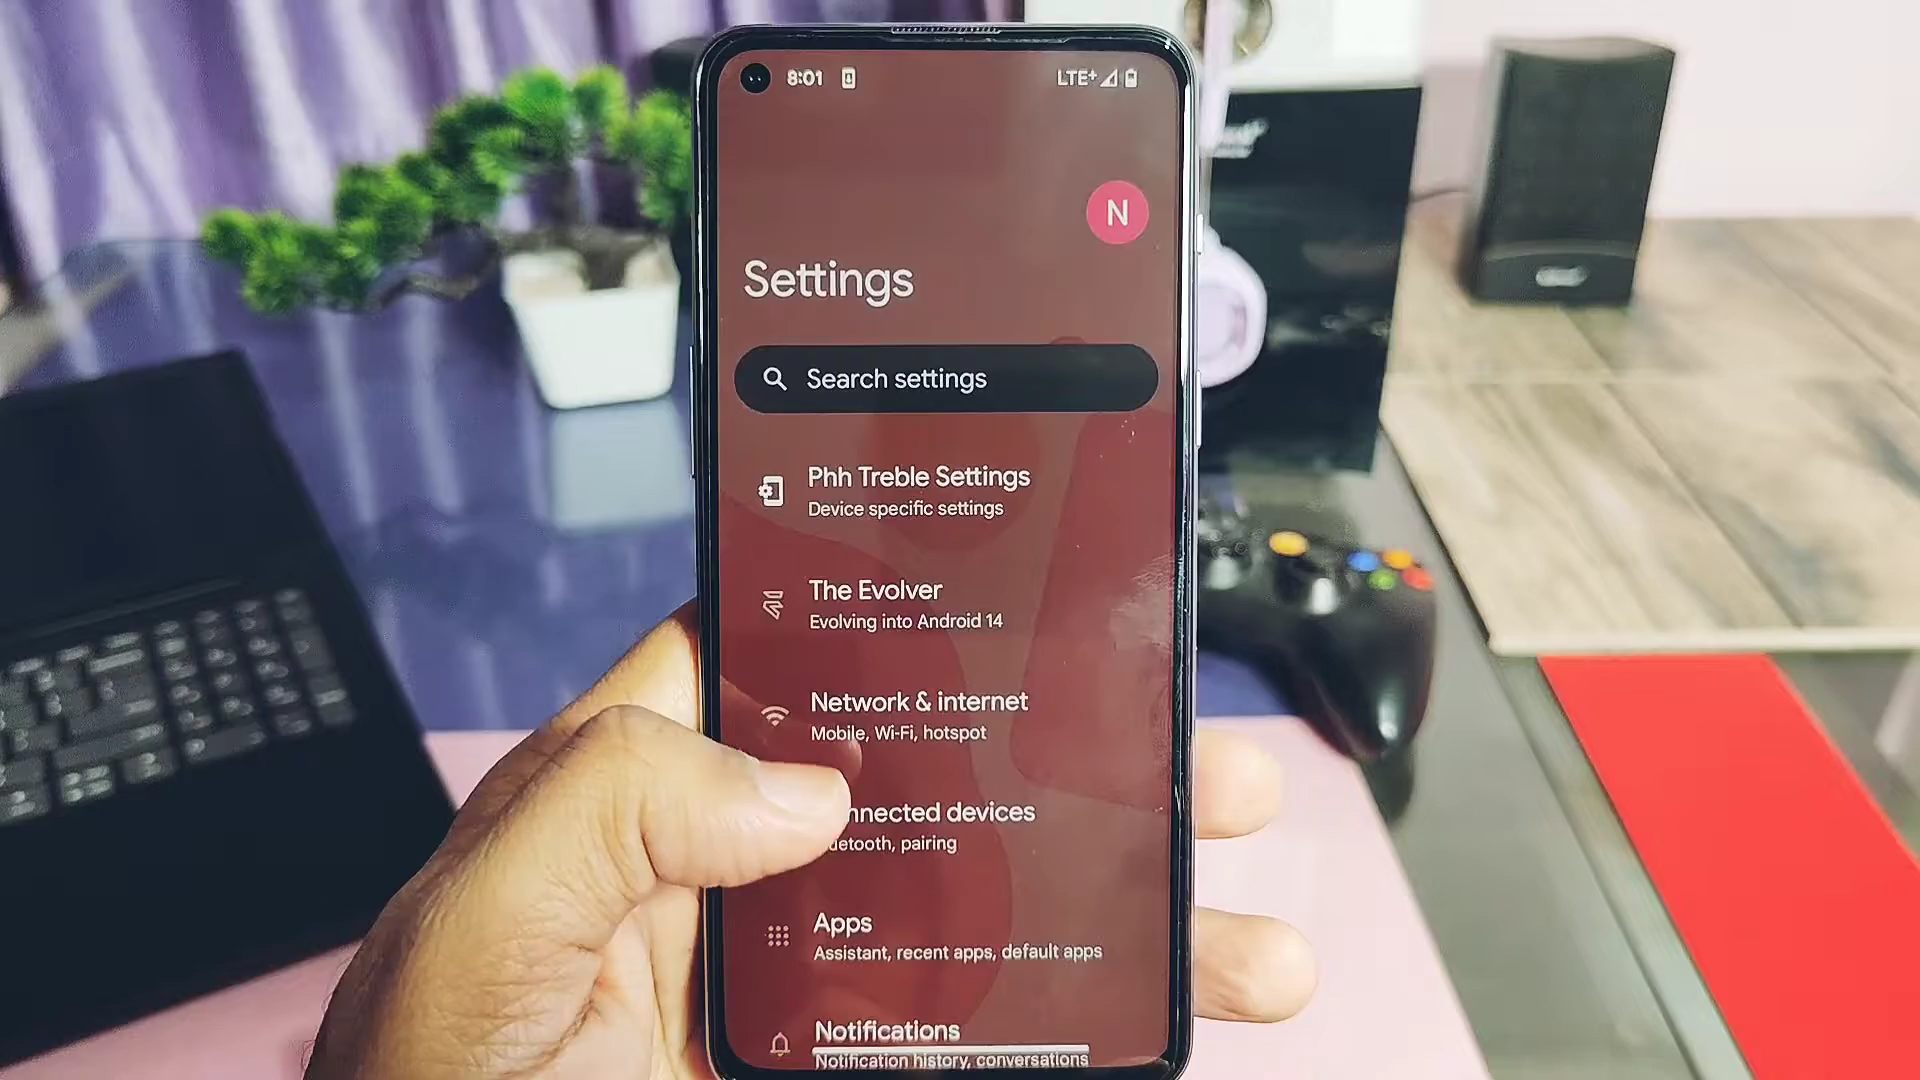 8:01
LTE+
N
Settings
Search settings
Phh Treble Settings
Device specific settings
The Evolver
Evolving into Android 14
Network & internet
Mobile, Wi-Fi, hotspot
nnected devices
etooth, pairing
Apps
Assistant, recent apps, default apps
Notifications
Notification history, conversations